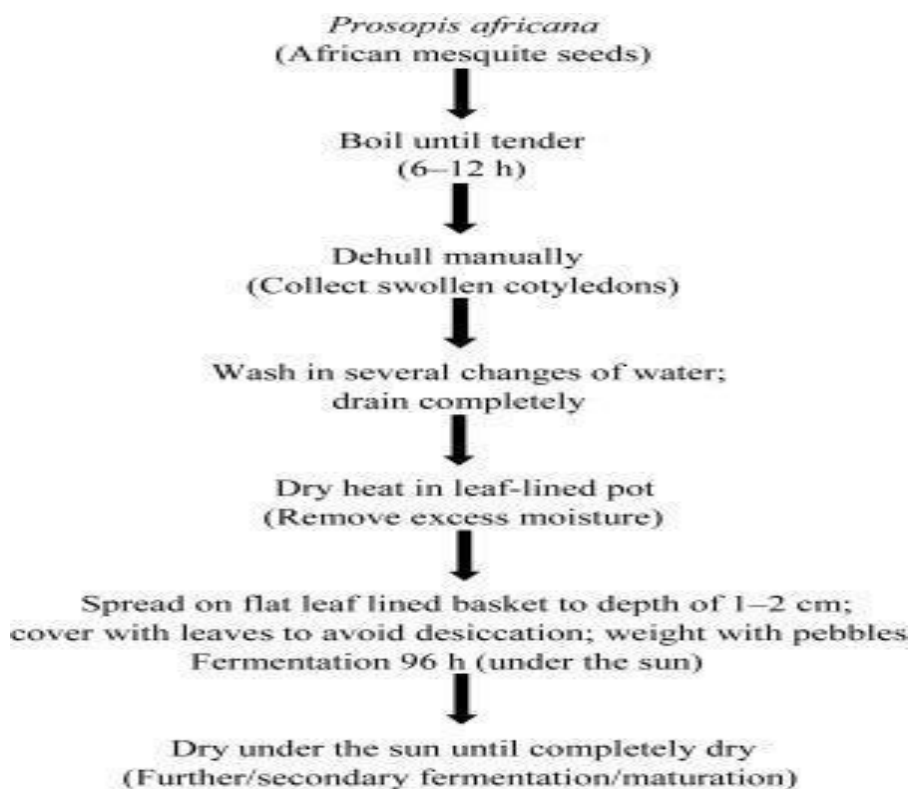 Prosopis africana
(African mesquite seeds)
Boil until tender
(6–12 h)
Dehull manually
(Collect swollen cotyledons)
Wash in several changes of water;
drain completely
Dry heat in leaf-lined pot
(Remove excess moisture)
Spread on flat leaf lined basket to depth of 1–2 cm;
cover with leaves to avoid desiccation; weight with pebbles
Fermentation 96 h (under the sun)
Dry under the sun until completely dry
(Further/secondary fermentation/maturation)